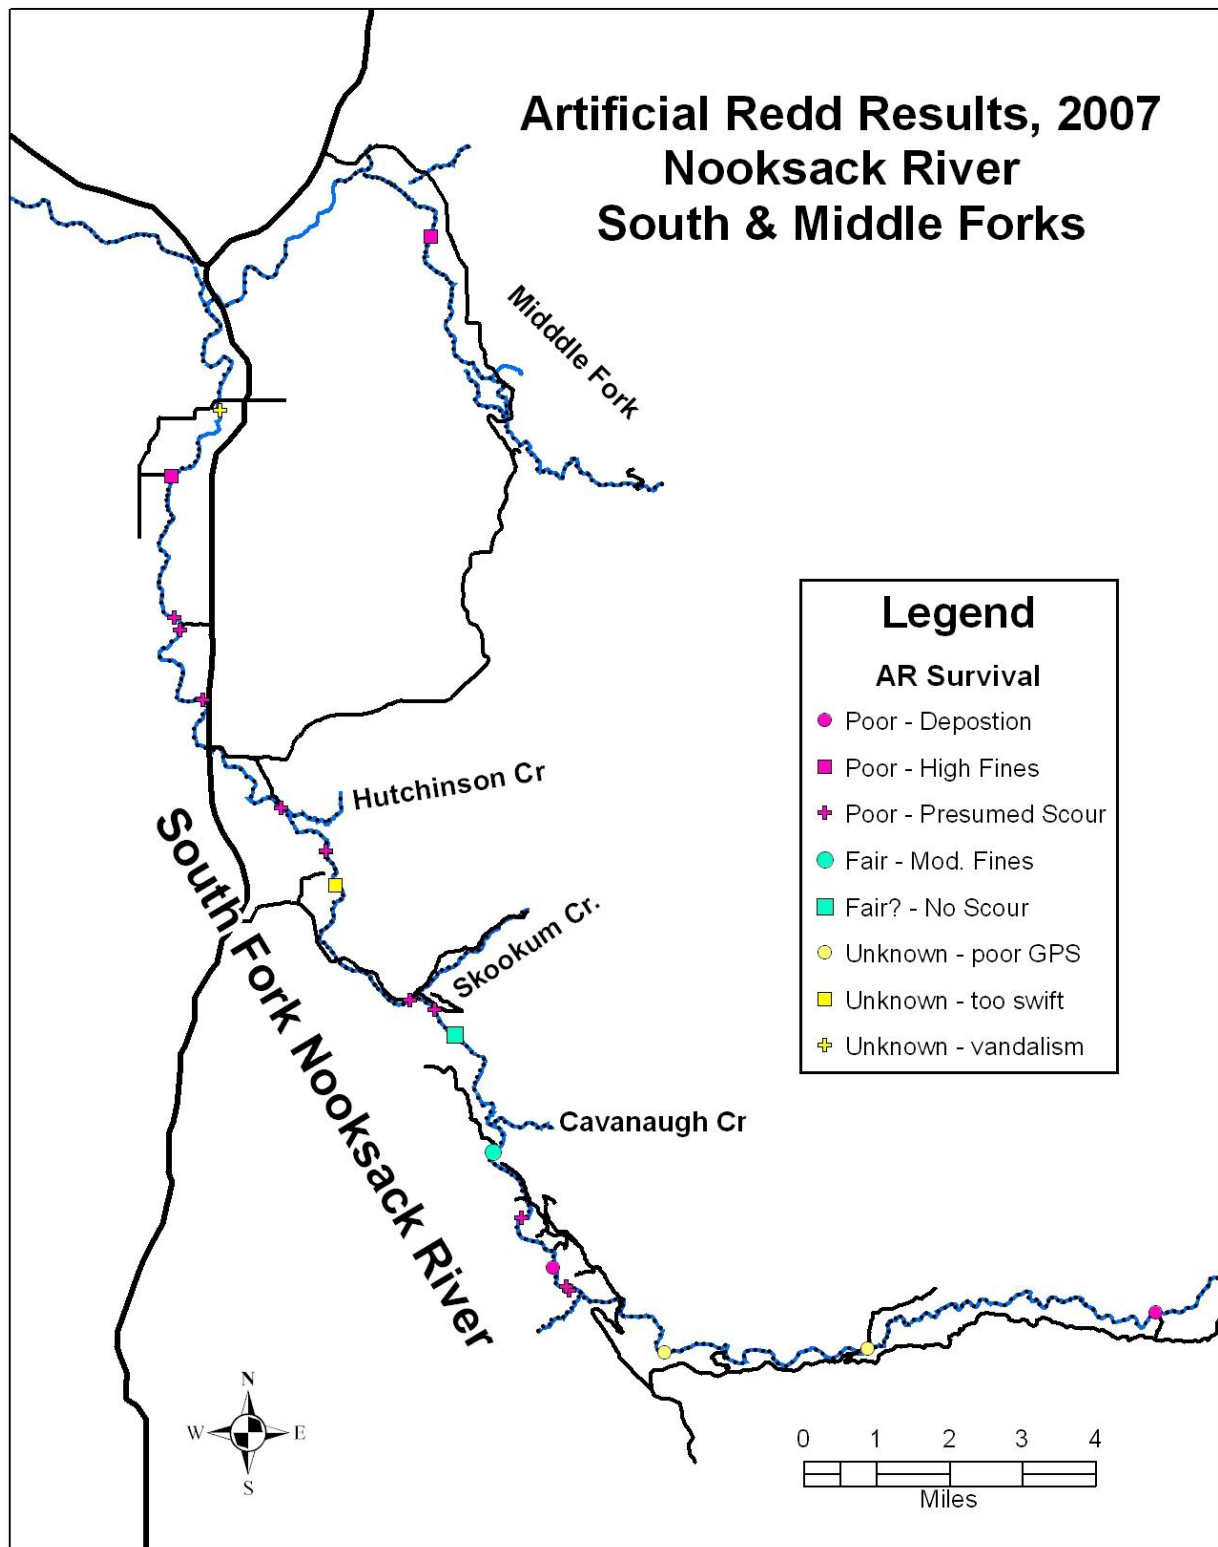 Artificial Redd Results, 2007
Nooksack River
South & Middle Forks
Midddle Fork
Legend
AR Survival
Poor - Depostion
Poor - High Fines
Poor - Presumed Scour
Fair - Mod. Fines
Fair? - No Scour
Unknown - poor GPS
Unknown - too swift
Unknown - vandalism
Hutchinson Cr
South Fork Nooksack River
Skookum Cr.
Cavanaugh Cr
N
W E
S
0 1 2 3 4
Miles